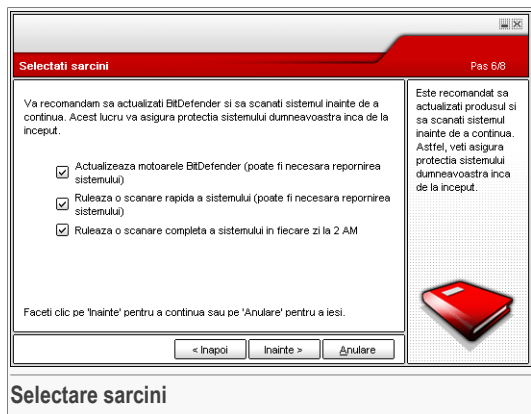 Selectati sarcini
Pas 6/8
Va recomandam sa actualizati BitDefender si sa scanati sistemul inainte de a
continua. Acest lucru va asigura protectia sistemului dumneavoastra inca de la
inceput.
Actualizeaza motoarele BitDefender (poate fi necesara repornirea
sistemului)
Ruleaza o scanare rapida a sistemului (poate fi necesara repornirea
sistemului)
Ruleaza o scanare completa a sistemului in fiecare zi la 2 AM
Faceti clic pe 'Inainte' pentru a continua sau pe 'Anulare' pentru a iesi.
Este recomandat sa
actualizati produsul si
sa scanati sistemul
inainte de a continua.
Astfel, veti asigura
protectia sistemului
dumneavoastra inca
de la inceput.
< Inapoi
Inainte >
Anulare
Selectare sarcini